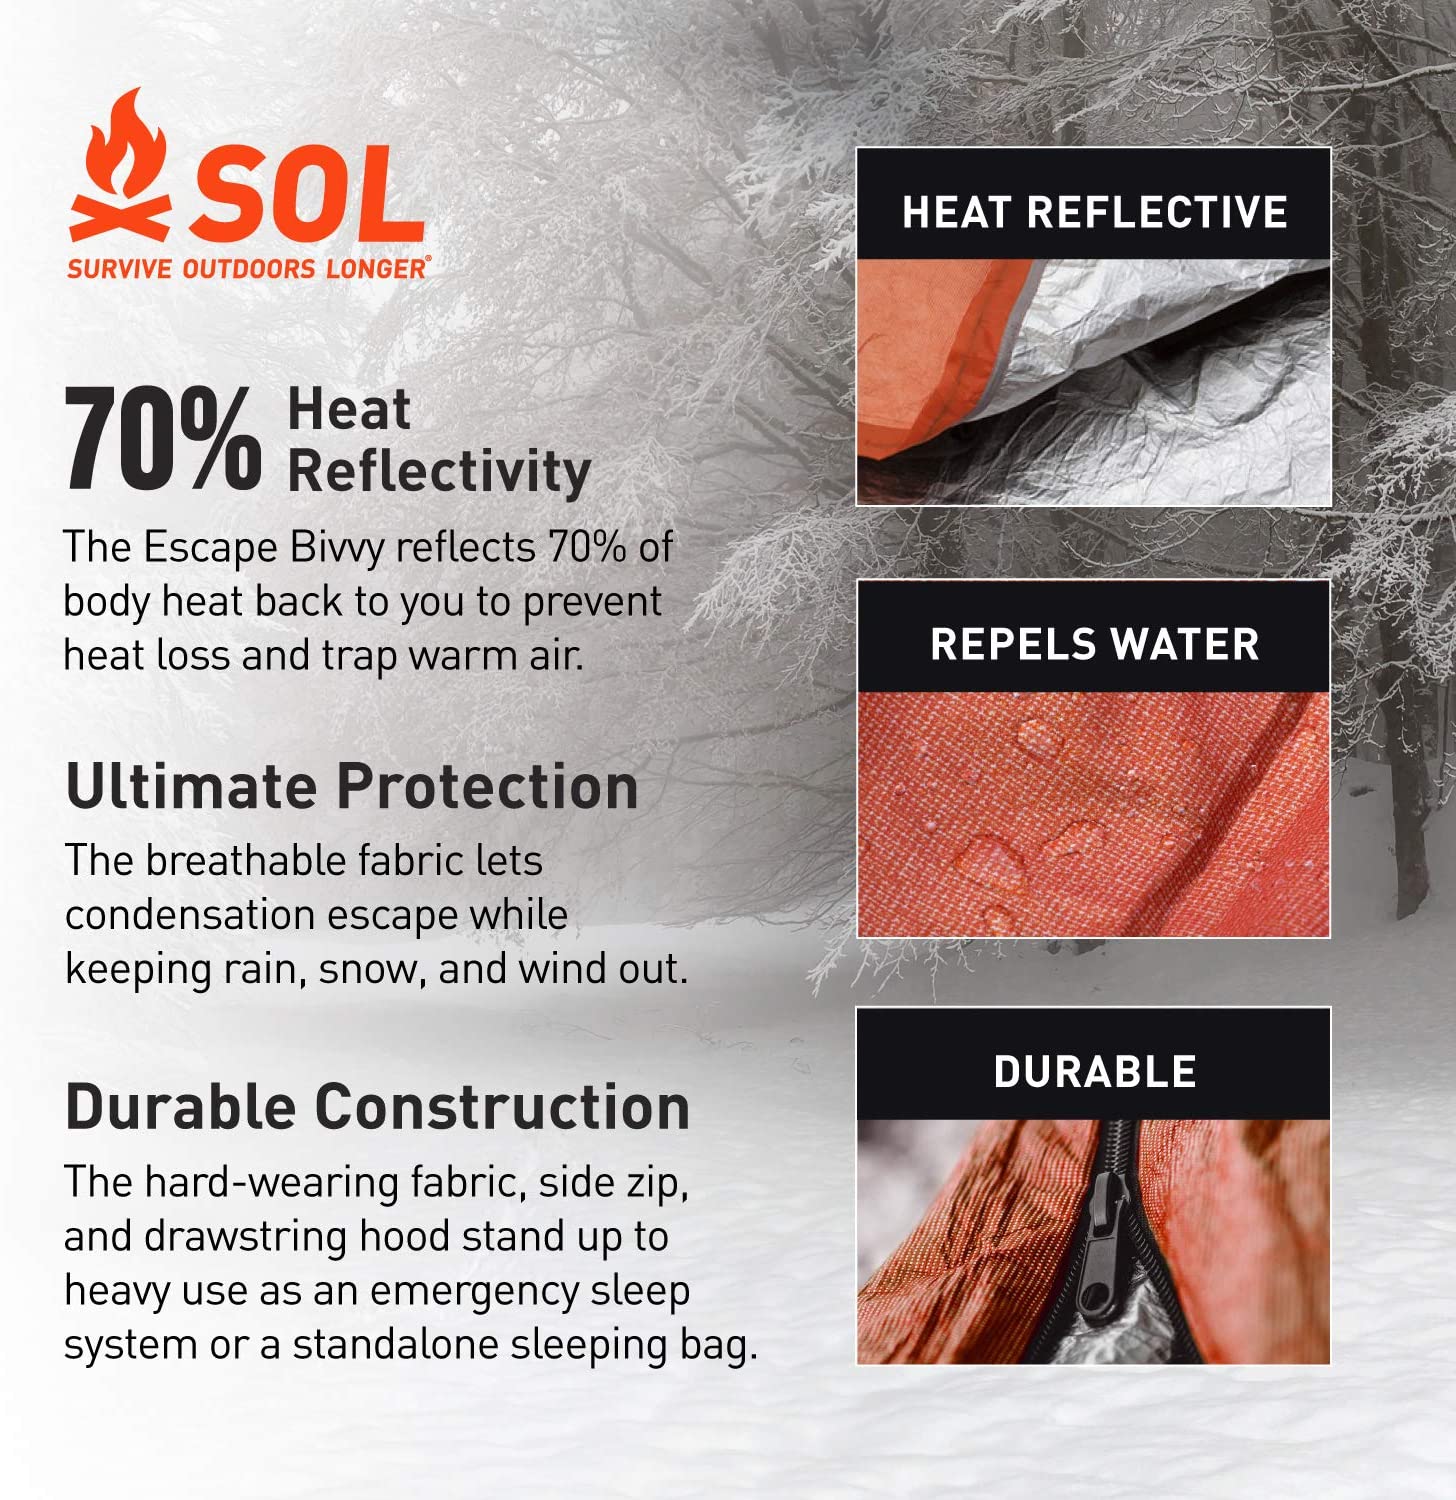 SOL
SURVIVE OUTDOORS LONGER®
70% Heat
Reflectivity
The Escape Bivvy reflects 70% of
body heat back to you to prevent
heat loss and trap warm air.
Ultimate Protection
The breathable fabric lets
condensation escape while
keeping rain, snow, and wind out.
Durable Construction
The hard-wearing fabric, side zip,
and drawstring hood stand up to
heavy use as an emergency sleep
system or a standalone sleeping bag.
HEAT REFLECTIVE
REPELS WATER
DURABLE